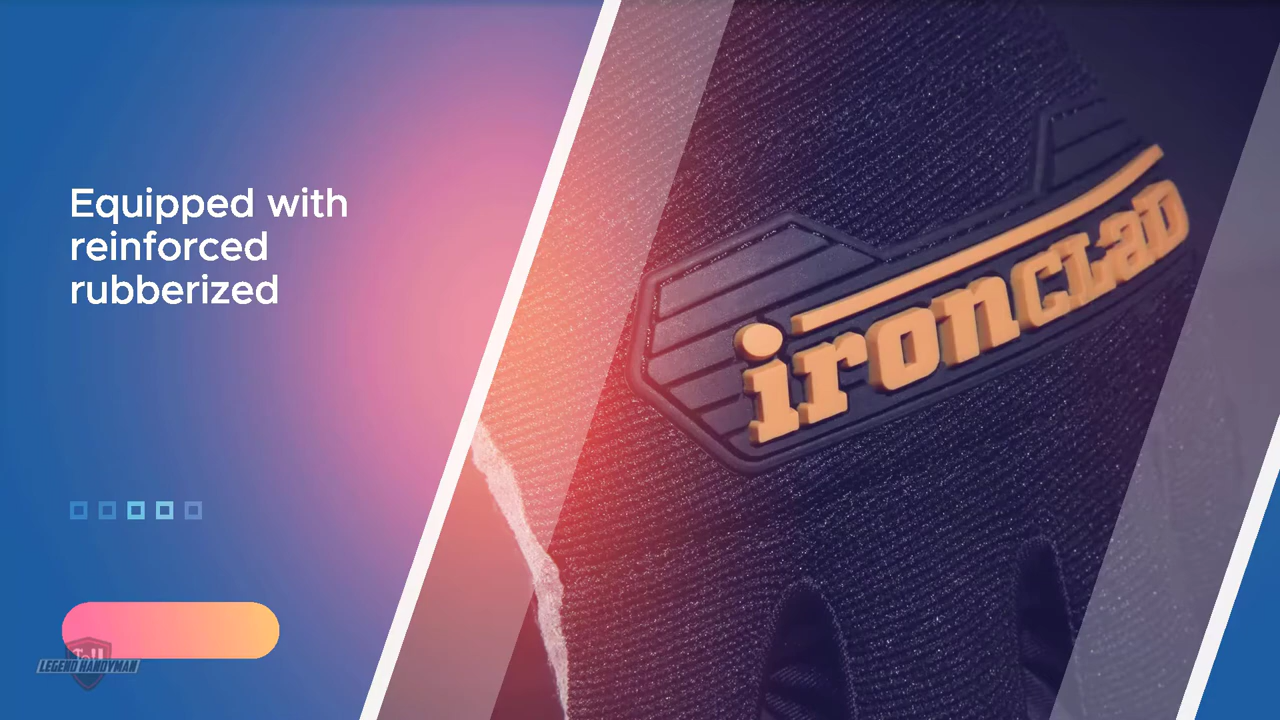 Equipped with
reinforced
rubberized
ironCLaD
LEGEND HANDYMAN